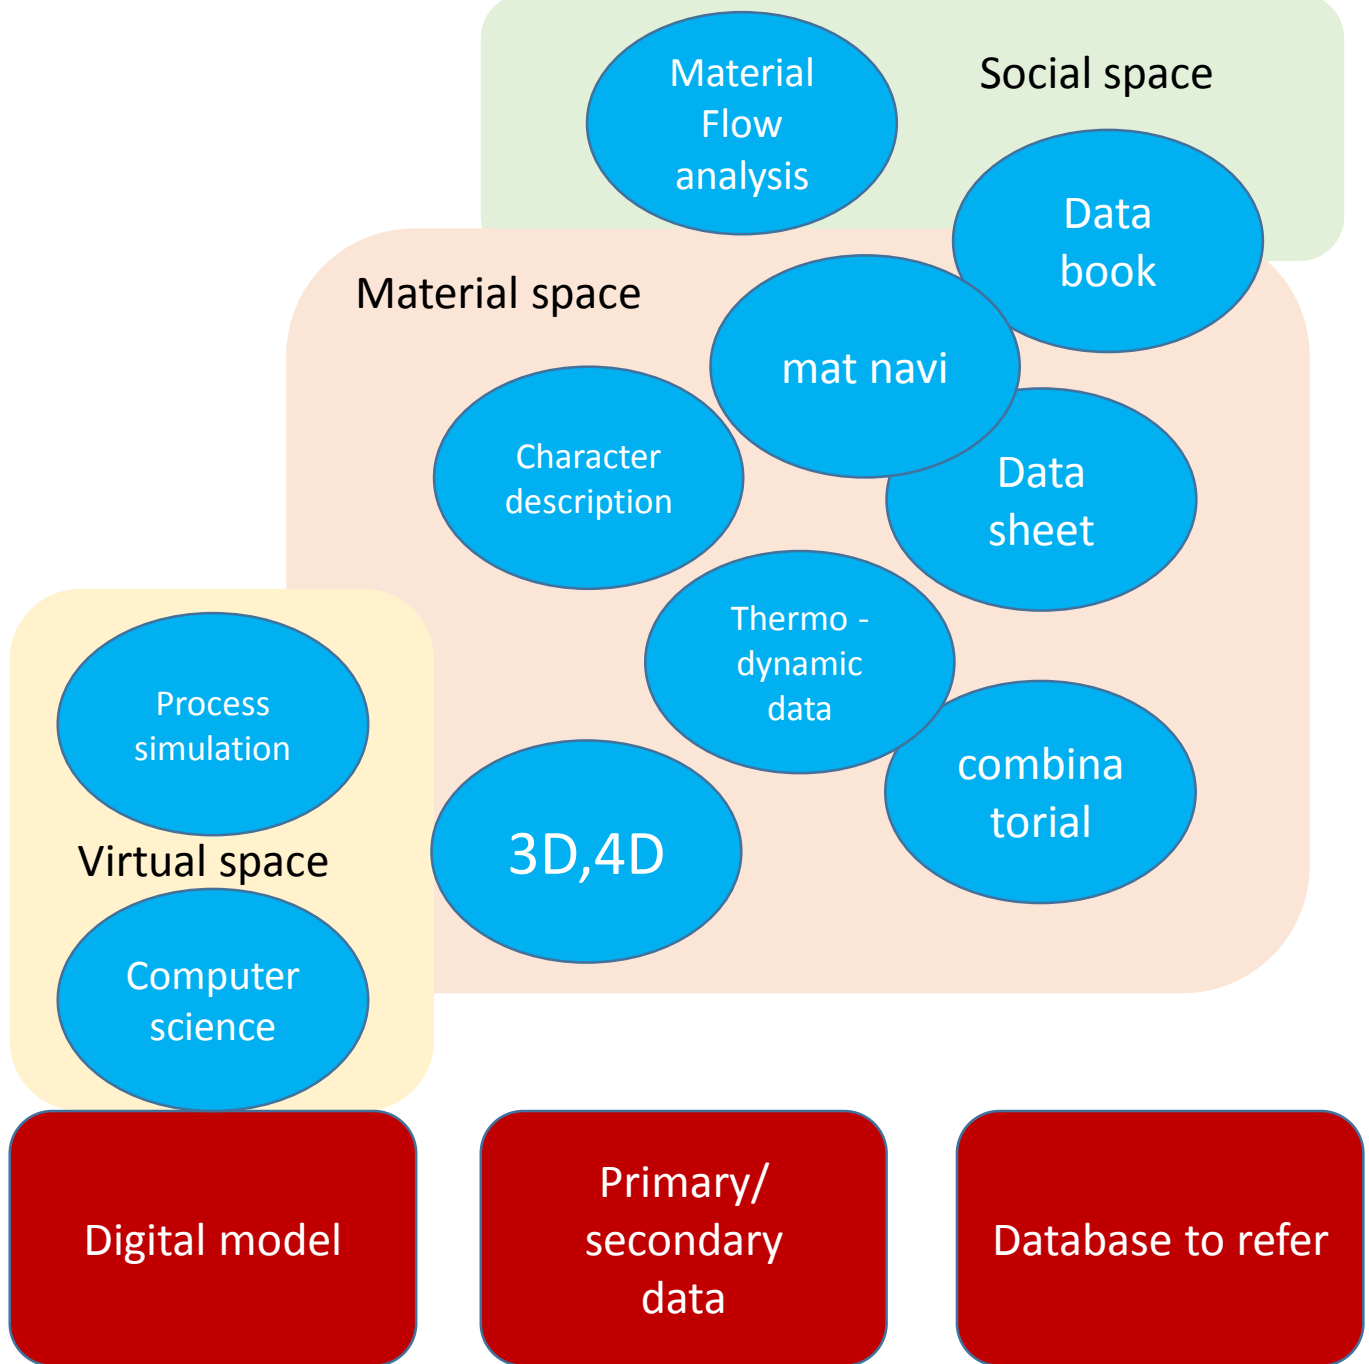 Material
Flow
analysis
Social space
Data
book
Material space
mat navi
Character
description
Data
sheet
Thermo -
dynamic
data
Process
simulation
combina
torial
3D,4D
Virtual space
Computer
science
Digital model
Primary/
secondary
data
Database to refer